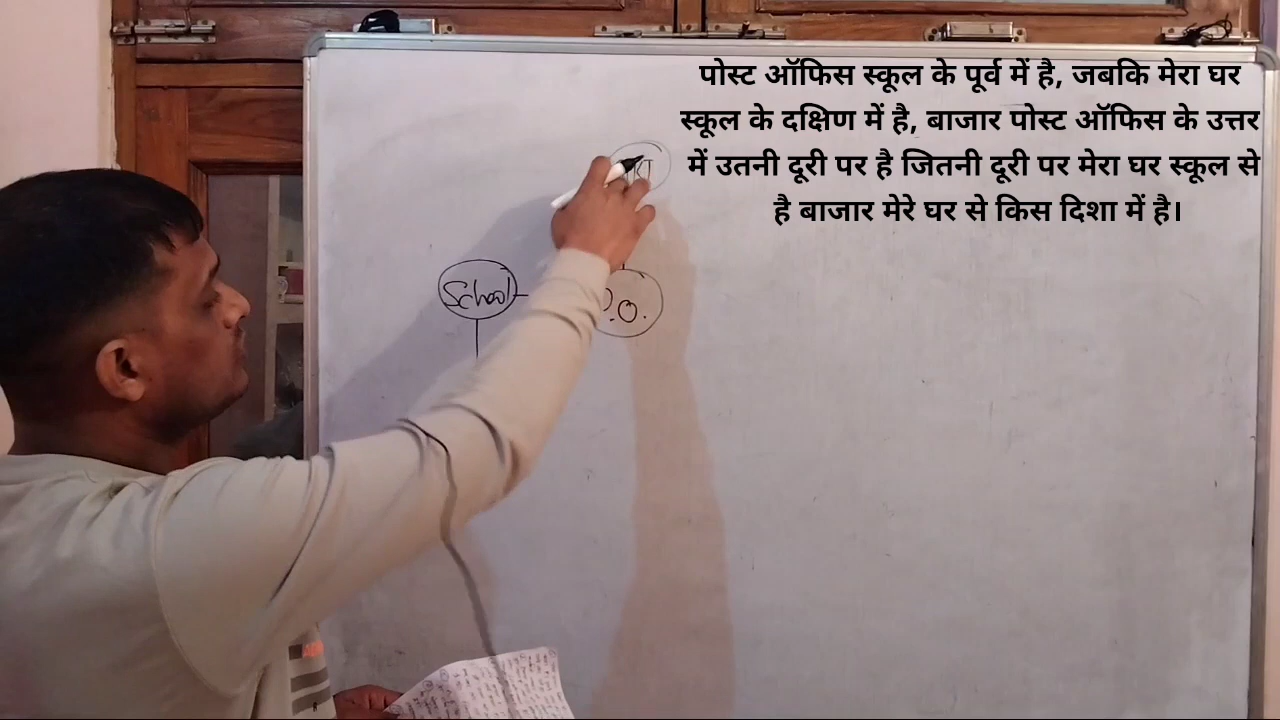 पोस्ट ऑफिस स्कूल के पूर्व में है, जबकि मेरा घर
स्कूल के दक्षिण में है, बाजार पोस्ट ऑफिस के उत्तर
में उतनी दूरी पर है जितनी दूरी पर मेरा घर स्कूल से
है बाजार मेरे घर से किस दिशा में है।
School
P.O.